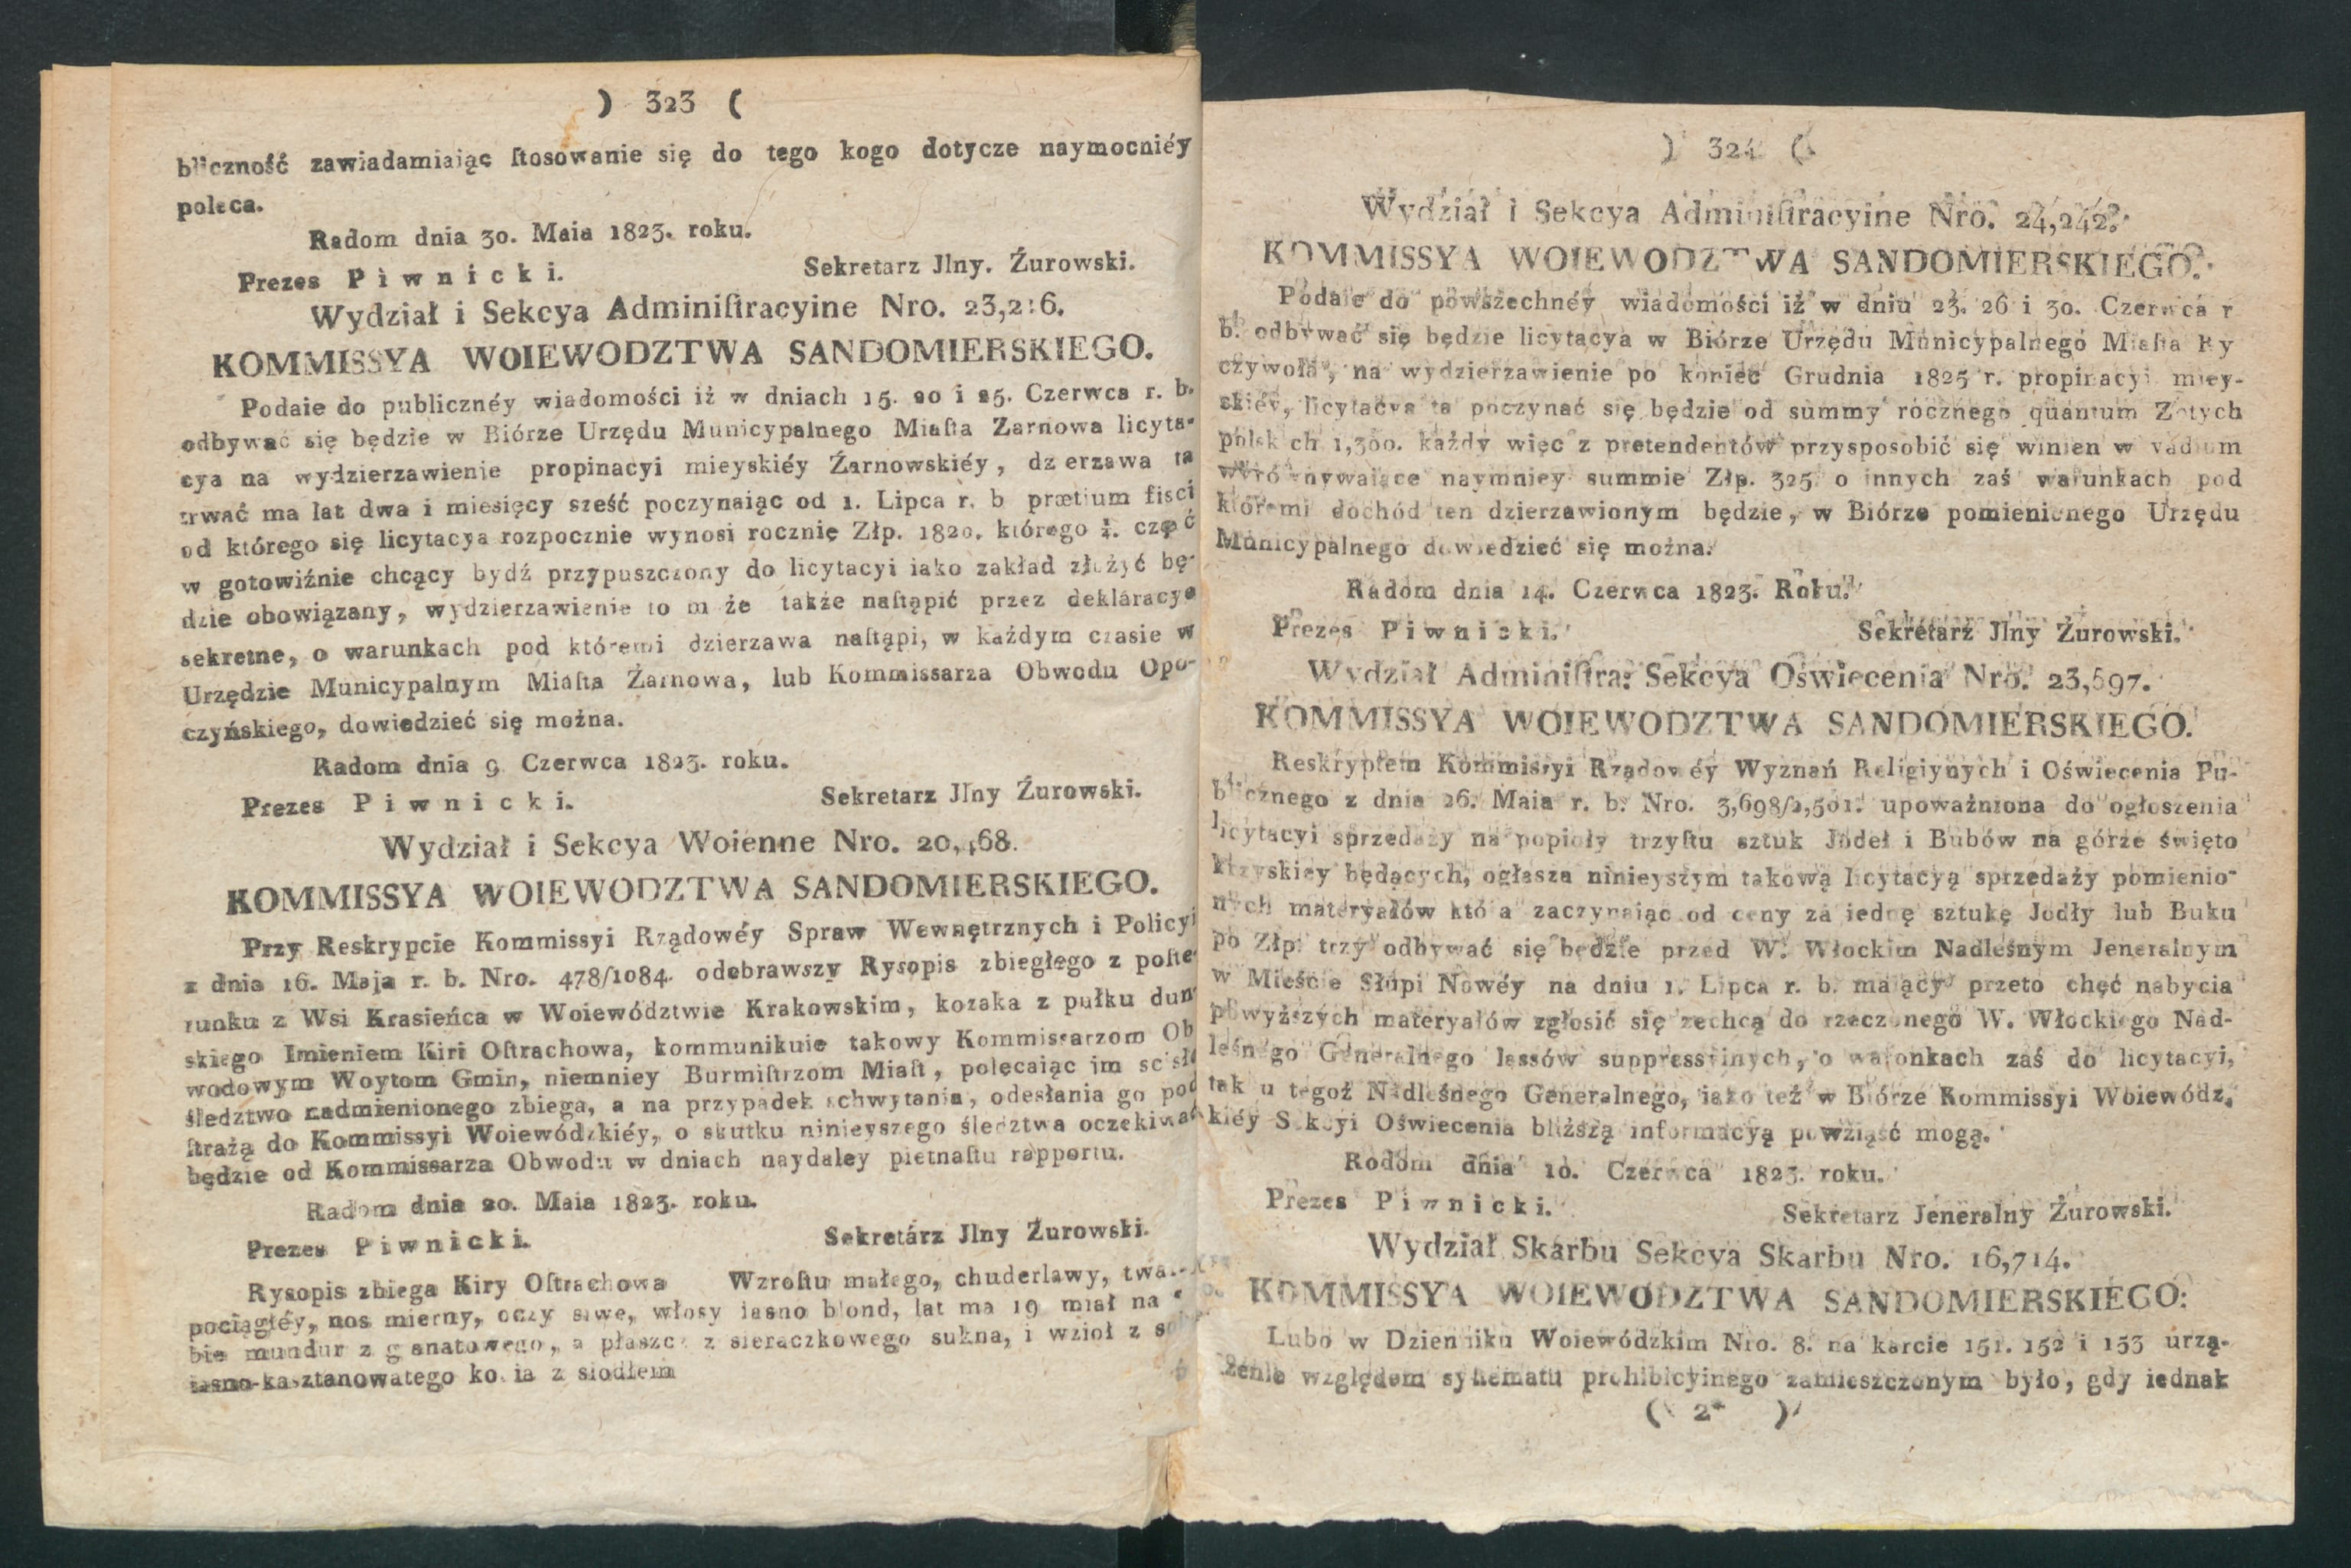 ) 323 (
bliczność zawiadamiaiąc ſtosowanie się do tego kogo dotycze naymocniéy
poleca.
Radom dnia 30. Maia 1823. roku.
Prezes Piwnicki. Sekretarz Jlny. Żurowski.
Wydział i Sekcya Adminiſtracyine Nro. 23,216.
KOMMISSYA WOIEWODZTWA SANDOMIERSKIEGO.
Podaie do publicznéy wiadomości iż w dniach 15. 20 i 25. Czerwca r. b.
odbywać się będzie w Biórze Urzędu Municypalnego Miaſta Żarnowa licyta-
cya na wydzierzawienie propinacyi mieyskiéy Żarnowskiéy, dzerzawa ta
trwać ma lat dwa i miesięcy sześć poczynaiąc od 1. Lipca r. b prætium fisci
od którego się licytacya rozpocznie wynosi rocznię Złp. 1820. którego część
w gotowiźnie chcący bydź przypuszczony do licytacyi iako zakład złożyć bę-
dzie obowiązany, wydzierzawienie to może także naſtąpić przez deklaracye
sekretne, o warunkach pod któremi dzierzawa naſtąpi, w każdym czasie w
Urzędzie Municypalnym Miaſta Żarnowa, lub Kommissarza Obwodu Opo-
czyńskiego, dowiedzieć się można.
Radom dnia 9 Czerwca 1823. roku.
Prezes Piwnicki. Sekretarz Jlny Żurowski.
Wydział i Sekcya Woienne Nro. 20,468.
KOMMISSYA WOIEWODZTWA SANDOMIERSKIEGO.
Przy Reskrypcie Kommissyi Rządowéy Spraw Wewnętrznych i Policyi
z dnia 16. Maja r. b. Nro. 478/1084. odebrawszy Rysopis zbiegłego z poſte-
runku z Wsi Krasieńca w Woiewództwie Krakowskim, kozaka z pułku duń-
skiego Imieniem Kiri Oſtrachowa, kommunikuie takowy Kommissarzom Ob
wodowym Woytom Gmin, niemniey Burmiſtrzom Miaſt, polęcaiąc im scisłe
śledztwo nadmienionego zbiega, a na przypadek schwytania, odesłania go pod
ſtrażą do Kommissyi Woiewódzkiéy, o skutku ninieyszego śledztwa oczekiwać
będzie od Kommissarza Obwodu w dniach naydaley pietnaſtu rapportu.
Radom dnia 20. Maia 1823. roku.
Prezes Piwnicki. Sekretárz Jlny Żurowski.
Rysopis zbiega Kiry Oſtrachowa Wzroſtu małego, chuderlawy, twa-
pociągłéy, nos mierny, oczy siwe, włosy iasno blond, lat ma 19 miał na
bie mundur z granatowego, a płaszcz z sieraczkowego sukna, i wzioł z
iasno-kasztanowatego konia z siodłem
) 324 (
Wydział i Sekcya Adminiſtracyine Nro. 24,242.
KOMMISSYA WOIEWODZTWA SANDOMIERSKIEGO.
Podaie do powszechnéy wiadomości iż w dniu 23. 26 i 30. Czerwca r
b. odbywać się będzie licytacya w Biórze Urzędu Municypalnego Miaſta Ry
czywoła, na wydzierzawienie po koniec Grudnia 1825 r. propinacyi miey-
skiéy, licytacya ta poczynać się będzie od summy rocznego quantum Złotych
polskich 1,300. każdy więc z pretendentów przysposobić się winien w vadium
wyrównywaiące naymniey summie Złp. 325 o innych zaś warunkach pod
któremi dochód ten dzierzawionym będzie, w Biórze pomienionego Urzędu
Municypalnego dowiedzieć się można.
Radom dnia 14. Czerwca 1823. Roku.
Prezes Piwnicki. Sekretarz Jlny Żurowski.
Wydział Adminiſtra: Sekcya Oświecenia Nro. 23,597.
KOMMISSYA WOIEWODZTWA SANDOMIERSKIEGO.
Reskryptem Kommissyi Rządowéy Wyznań Religiynych i Oświecenia Pu-
blicznego z dnia 26. Maia r. b. Nro. 3,698/2,501. upoważniona do ogłoszenia
licytacyi sprzedaży na popioły trzyſtu sztuk Jodeł i Bubów na górze święto
krzyskiey będących, ogłasza ninieyszym takową licytacyą sprzedaży pomienio-
nych materyałów która zaczynaiąc od ceny za iednę sztukę Jodły lub Buku
po Złp. trzy odbywać się będzie przed W. Włockim Nadleśnym Jeneralnym
w Mieście Słupi Nowéy na dniu 1. Lipca r. b. maiący przeto chęć nabycia
powyższych materyałów zgłosić się zechcą do rzeczonego W. Włockiego Nad-
leśnego Generalnego lassów suppressyinych, o waronkach zaś do licytacyi,
tak u tegoż Nadleśnego Generalnego, iako też w Biórze Kommissyi Woiewódz-
kiéy Sekcyi Oświecenia bliższą informacyą powziąść mogą.
Rodom dnia 10. Czerwca 1823. roku.
Prezes Piwnicki. Sekretarz Jeneralny Żurowski.
Wydział Skarbu Sekcya Skarbu Nro. 16,714.
KOMMISSYA WOIEWODZTWA SANDOMIERSKIEGO:
Lubo w Dzienniku Woiewódzkim Nro. 8. na karcie 151. 152 i 153 urzą-
dzenie względem syſtematu prohibicyinego zamieszczonym było, gdy iednak
( 2* )